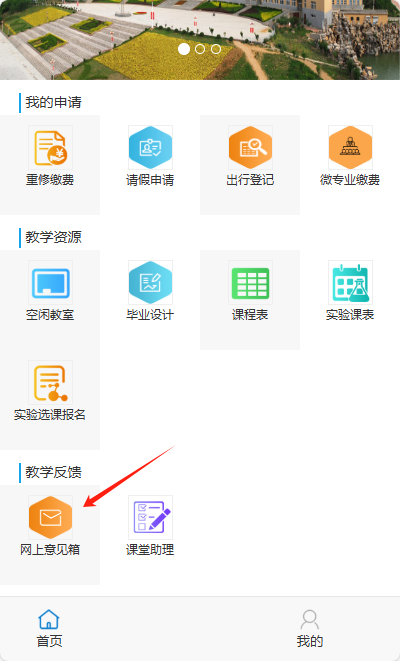 我的申请
重修缴费 请假申请 出行登记 微专业缴费
教学资源
空闲教室 毕业设计 课程表 实验课表
实验选课报名
教学反馈
网上意见箱 课堂助理
首页 我的